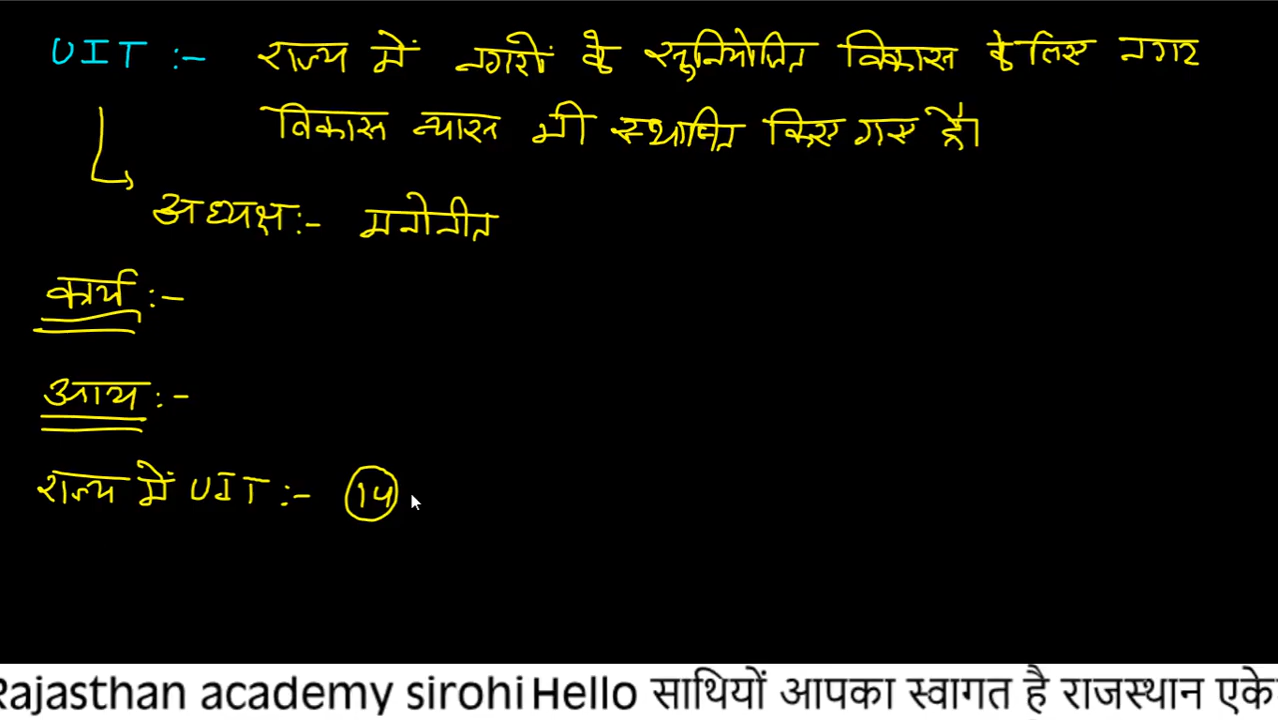 UIT :- राज्य में नगरों के सुनियोजित विकास के लिए नगर
विकास न्यास भी स्थापित किए गए है।
अध्यक्ष :- मनोनीत
कार्य :-
आय :-
राज्य में UIT :- 14
Rajasthan academy sirohi Hello साथियों आपका स्वागत है राजस्थान एके